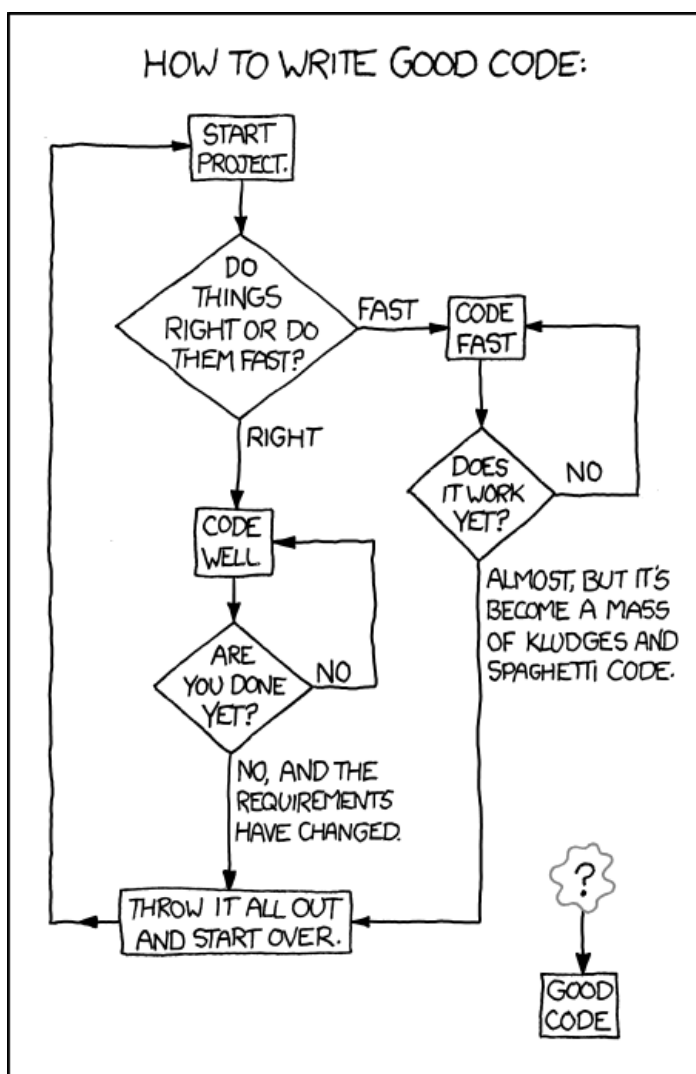 HOW TO WRITE GOOD CODE:
START
PROJECT.
DO
THINGS
RIGHT OR DO
THEM FAST?
FAST
CODE
FAST
RIGHT
DOES
IT WORK
YET?
NO
CODE
WELL
ALMOST, BUT IT'S
BECOME A MASS
OF KLUDGES AND
SPAGHETTI CODE.
ARE
YOU DONE
YET?
NO
NO, AND THE
REQUIREMENTS
HAVE CHANGED.
THROW IT ALL OUT
AND START OVER.
?
GOOD
CODE